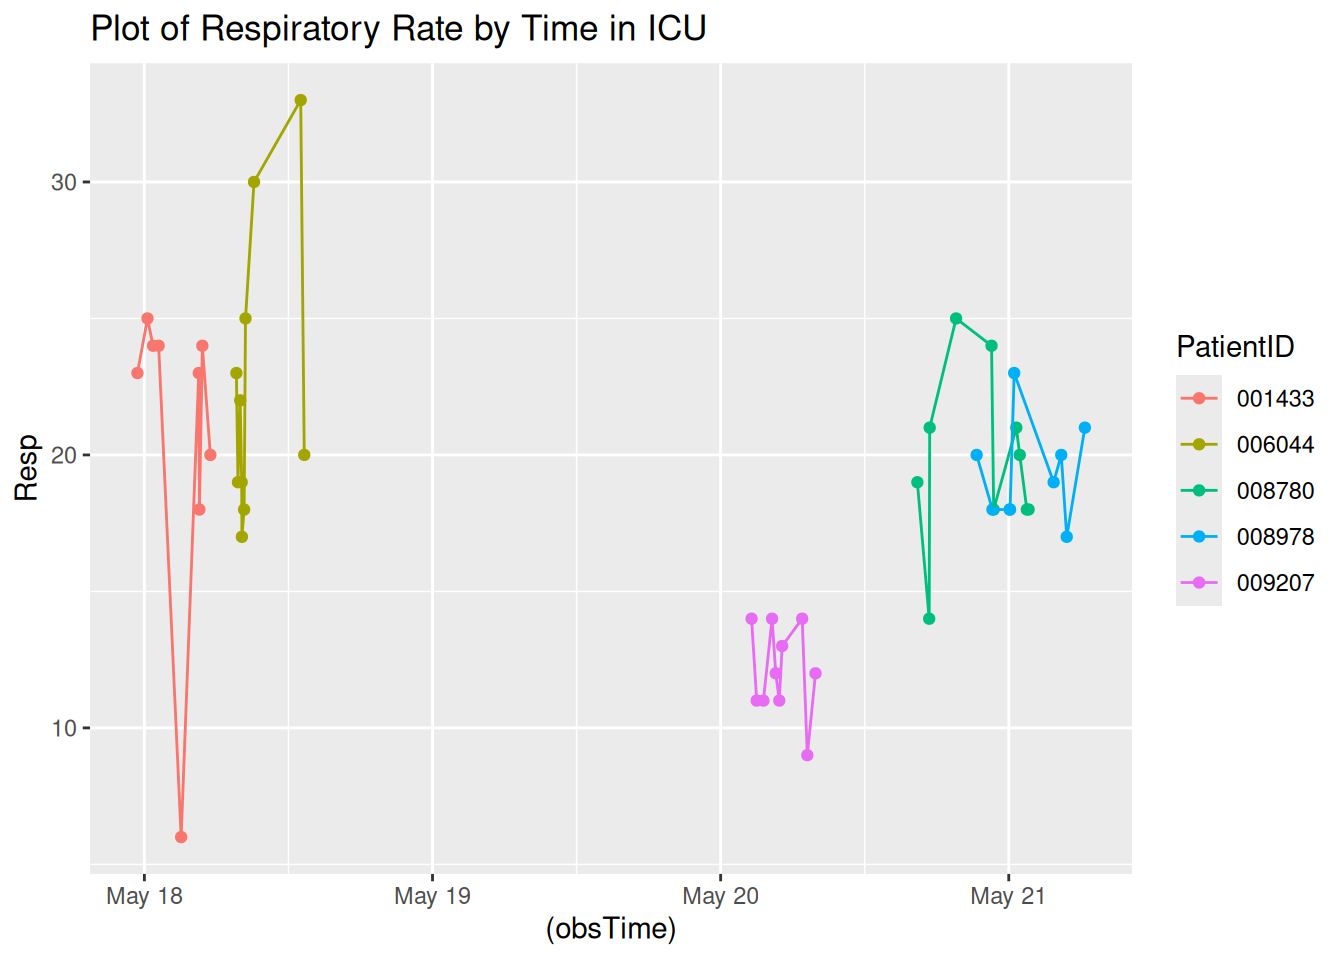 Plot of Respiratory Rate by Time in ICU
30
20
10
Resp
May 18
May 19
May 20
May 21
(obsTime)
PatientID
001433
006044
008780
008978
009207